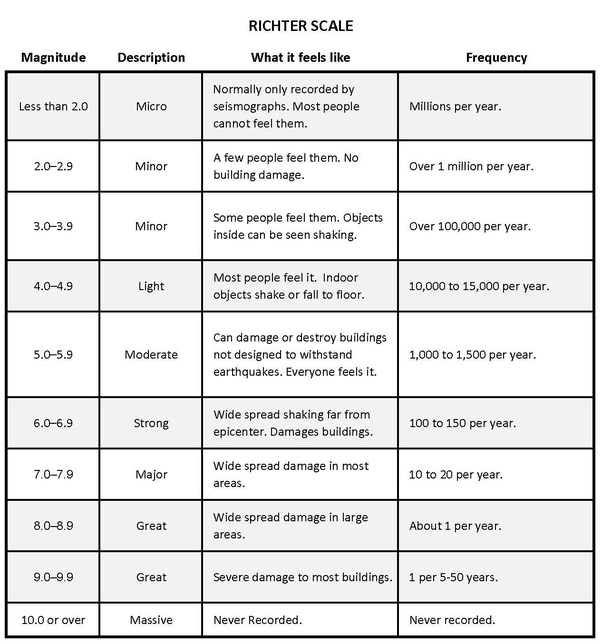 RICHTER SCALE
Magnitude Description What it feels like Frequency
Less than 2.0 Micro Normally only recorded by
seismographs. Most people
cannot feel them. Millions per year.
2.0–2.9 Minor A few people feel them. No
building damage. Over 1 million per year.
3.0–3.9 Minor Some people feel them. Objects
inside can be seen shaking. Over 100,000 per year.
4.0–4.9 Light Most people feel it.  Indoor
objects shake or fall to floor. 10,000 to 15,000 per year.
5.0–5.9 Moderate Can damage or destroy buildings
not designed to withstand
earthquakes. Everyone feels it. 1,000 to 1,500 per year.
6.0–6.9 Strong Wide spread shaking far from
epicenter. Damages buildings. 100 to 150 per year.
7.0–7.9 Major Wide spread damage in most
areas. 10 to 20 per year.
8.0–8.9 Great Wide spread damage in large
areas. About 1 per year.
9.0–9.9 Great Severe damage to most buildings. 1 per 5-50 years.
10.0 or over Massive Never Recorded. Never recorded.